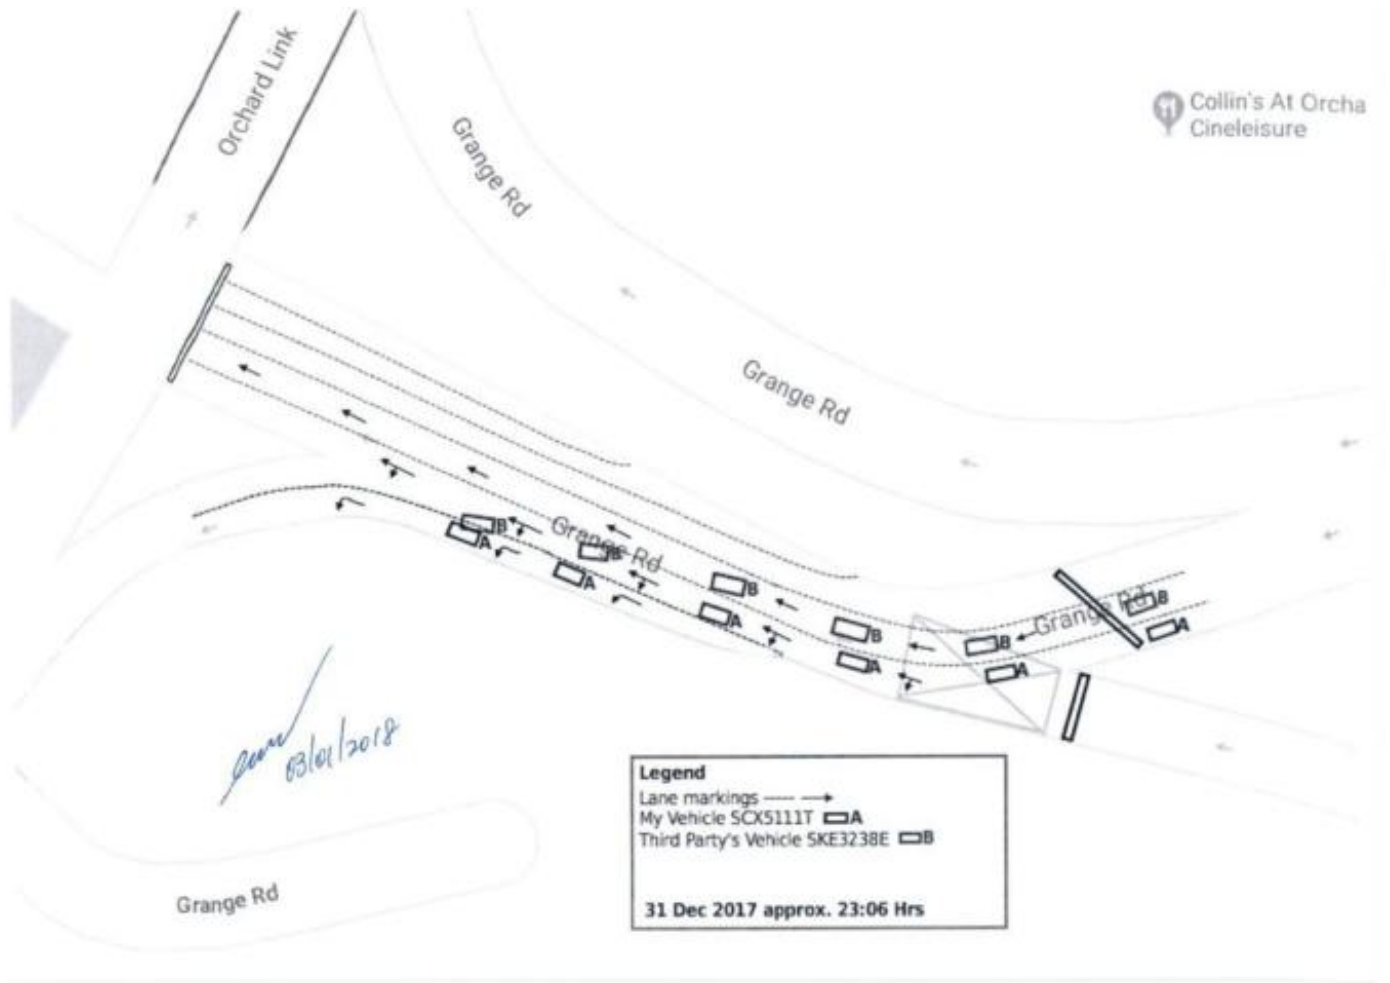 Orchard Link
Grange Rd
Collin's At Orcha
Cineleisure
Grange Rd
B
A
Grange Rd
B
A
B
A
B
A
B
A
Grange Rd
B
A
03/01/2018
Legend
Lane markings
My Vehicle SCX5111T A
Third Party's Vehicle SKE3238E B
31 Dec 2017 approx. 23:06 Hrs
Grange Rd